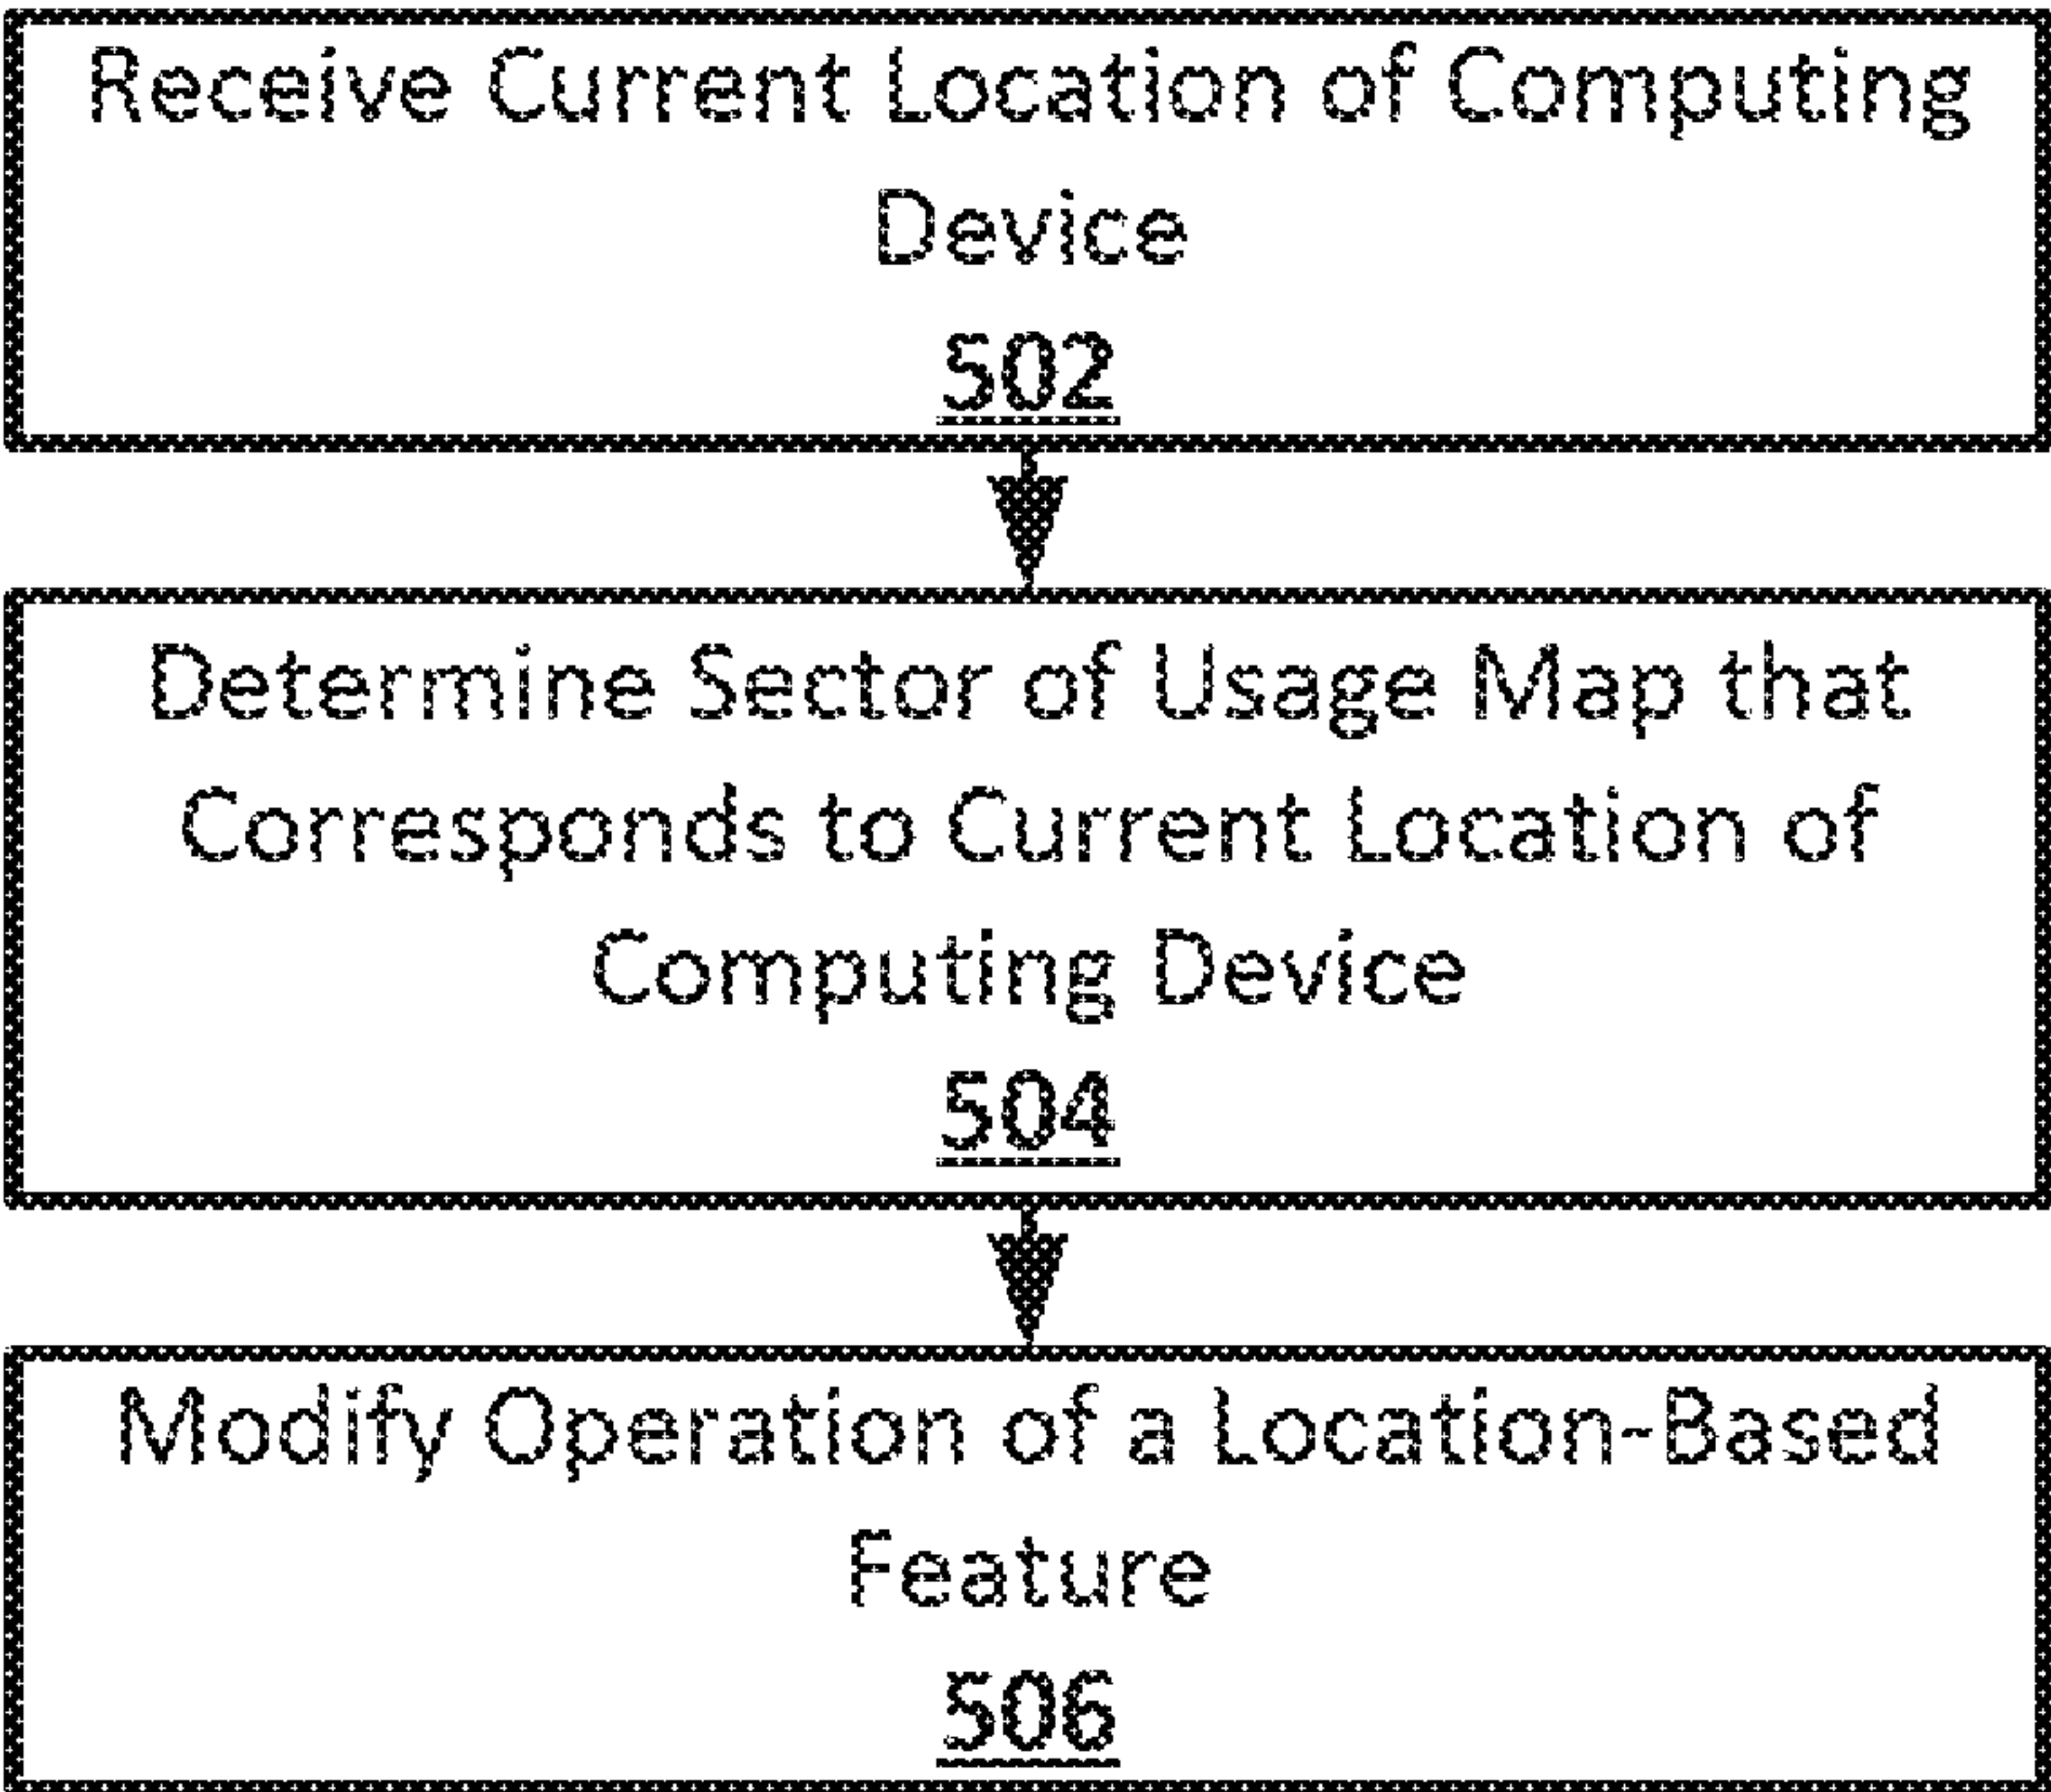 Receive Current Location of Computing
Device
502
Determine Sector of Usage Map that
Corresponds to Current Location of
Computing Device
504
Modify Operation of a Location-Based
Feature
506